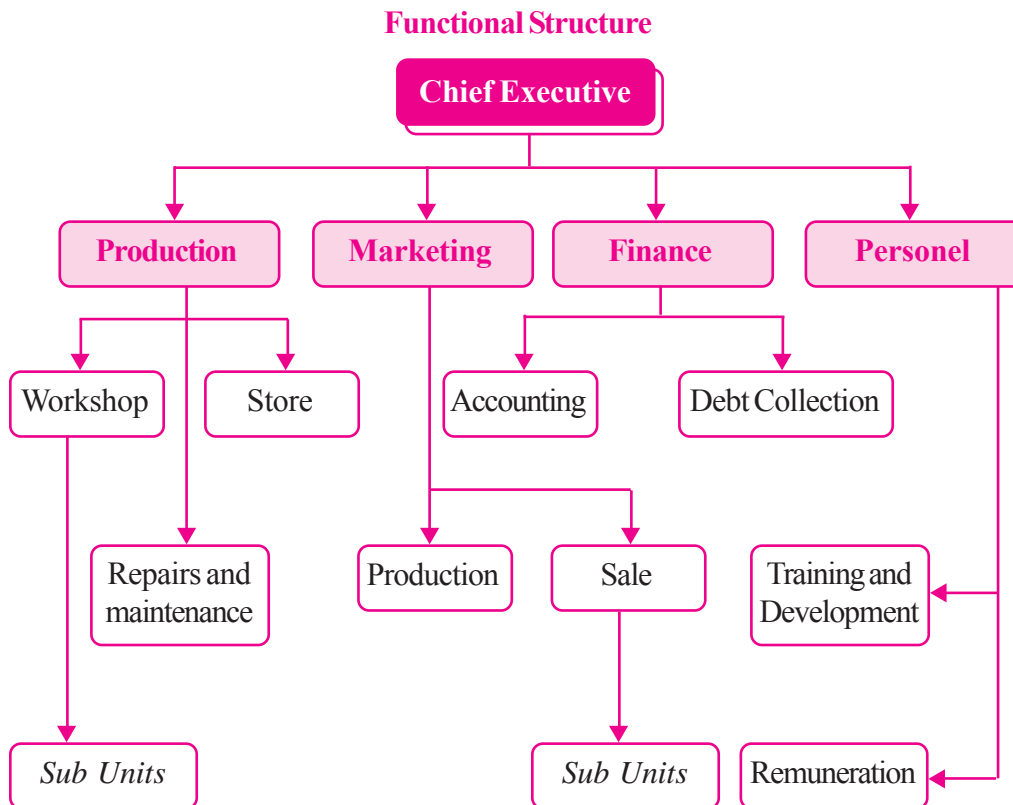 Functional Structure
Chief Executive
Production
Marketing
Finance
Personel
Workshop
Store
Accounting
Debt Collection
Repairs and
maintenance
Production
Sale
Training and
Development
Sub Units
Sub Units
Remuneration